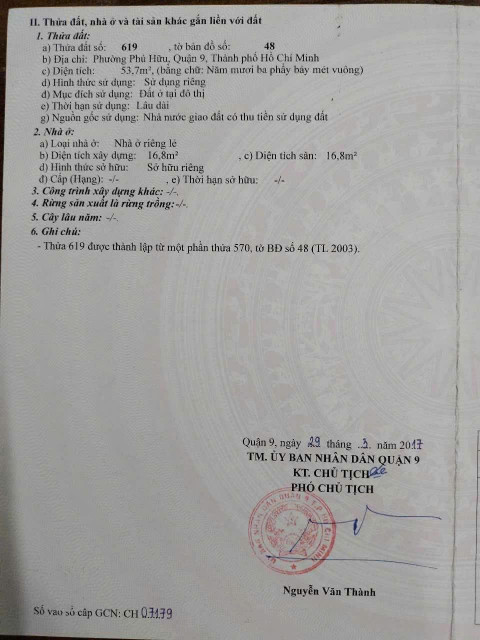 II. Thửa đất, nhà ở và tài sản khác gắn liền với đất
1. Thửa đất:
a) Thửa đất số: 619 , tờ bản đồ số: 48
b) Địa chỉ: Phường Phú Hữu, Quận 9, Thành phố Hồ Chí Minh
c) Diện tích: 53,7m², (bằng chữ: Năm mươi ba phẩy bảy mét vuông)
d) Hình thức sử dụng: Sử dụng riêng
đ) Mục đích sử dụng: Đất ở tại đô thị
e) Thời hạn sử dụng: Lâu dài
g) Nguồn gốc sử dụng: Nhà nước giao đất có thu tiền sử dụng đất
2. Nhà ở:
a) Loại nhà ở: Nhà ở riêng lẻ
b) Diện tích xây dựng: 16,8m² , c) Diện tích sàn: 16,8m²
d) Hình thức sở hữu: Sở hữu riêng
đ) Cấp (Hạng): -/- , e) Thời hạn sở hữu: -/-
3. Công trình xây dựng khác: -/-.
4. Rừng sản xuất là rừng trồng:-/-.
5. Cây lâu năm: -/-.
6. Ghi chú:
- Thửa 619 được thành lập từ một phần thửa 570, tờ BĐ số 48 (TL 2003).
Quận 9, ngày 29 tháng 3 năm 2017
TM. ỦY BAN NHÂN DÂN QUẬN 9
KT. CHỦ TỊCH
PHÓ CHỦ TỊCH
Nguyễn Văn Thành
Số vào sổ cấp GCN: CH 07179